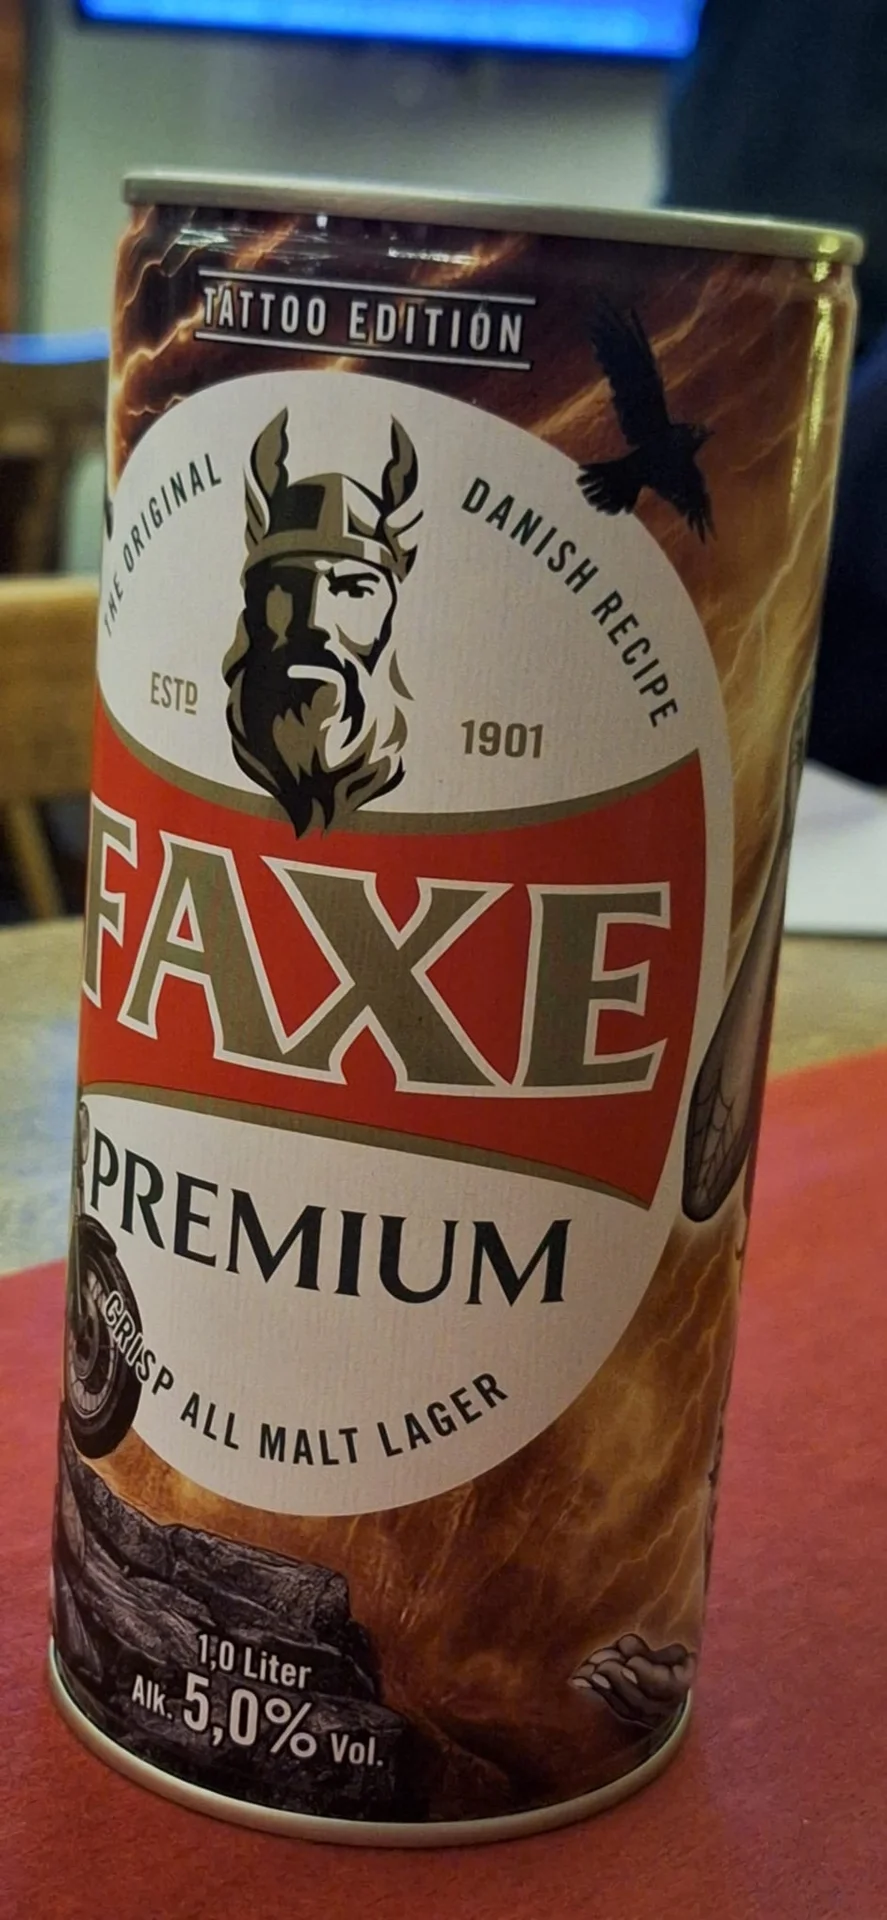 TATTOO EDITION
THE ORIGINAL
DANISH RECIPE
ESTD
1901
FAXE
PREMIUM
CRISP ALL MALT LAGER
1,0 Liter
Alk. 5,0% Vol.